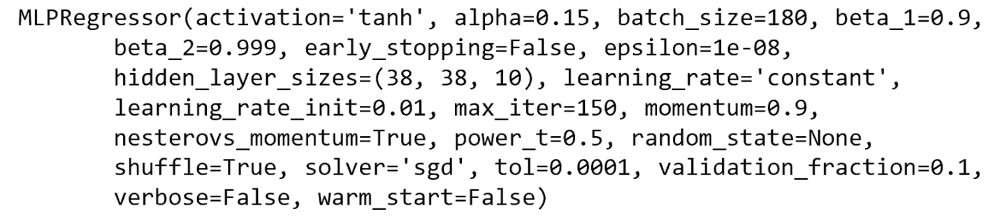 MLPRegressor(activation='tanh', alpha=0.15, batch_size=180, beta_1=0.9,
beta_2=0.999, early_stopping=False, epsilon=1e-08,
hidden_layer_sizes=(38, 38, 10), learning_rate='constant',
learning_rate_init=0.01, max_iter=150, momentum=0.9,
nesterovs_momentum=True, power_t=0.5, random_state=None,
shuffle=True, solver='sgd', tol=0.0001, validation_fraction=0.1,
verbose=False, warm_start=False)